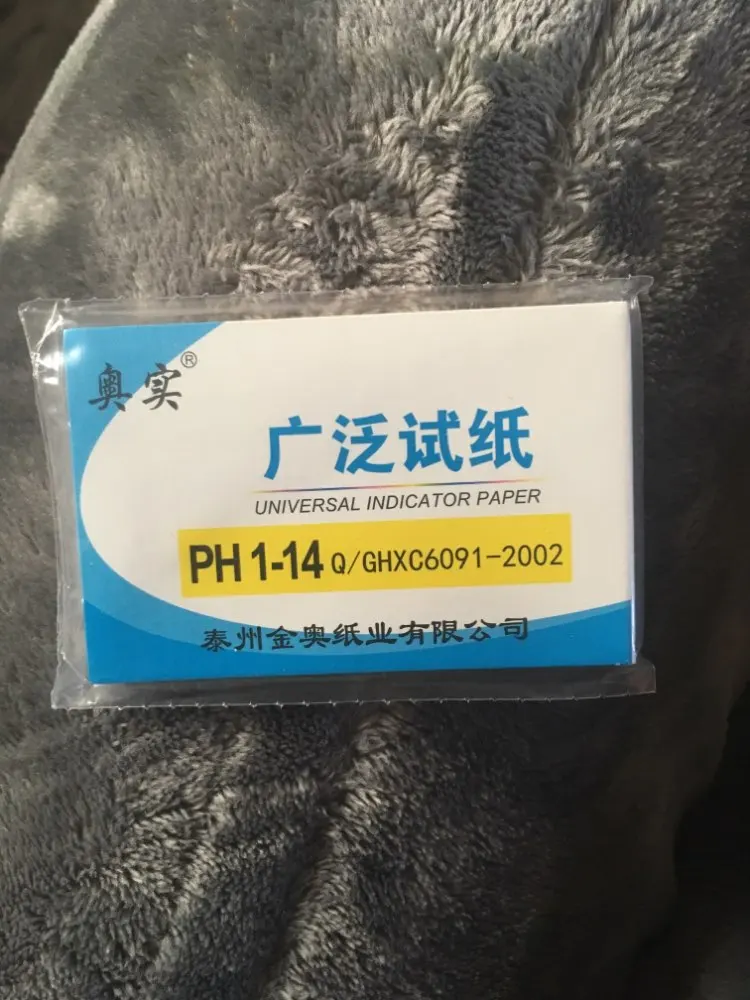 奥实®
广泛试纸
UNIVERSAL INDICATOR PAPER
PH 1-14 Q/GHXC6091-2002
泰州金奥纸业有限公司